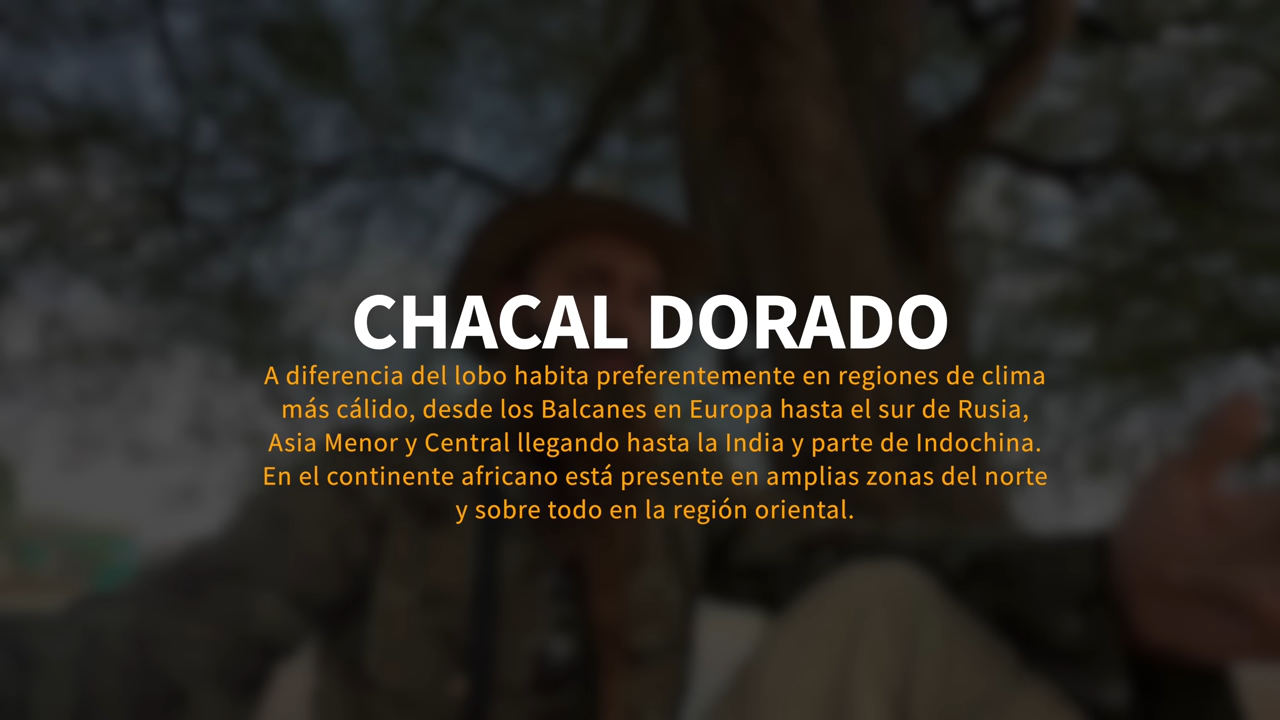 CHACAL DORADO
A diferencia del lobo habita preferentemente en regiones de clima
más cálido, desde los Balcanes en Europa hasta el sur de Rusia,
Asia Menor y Central llegando hasta la India y parte de Indochina.
En el continente africano está presente en amplias zonas del norte
y sobre todo en la región oriental.